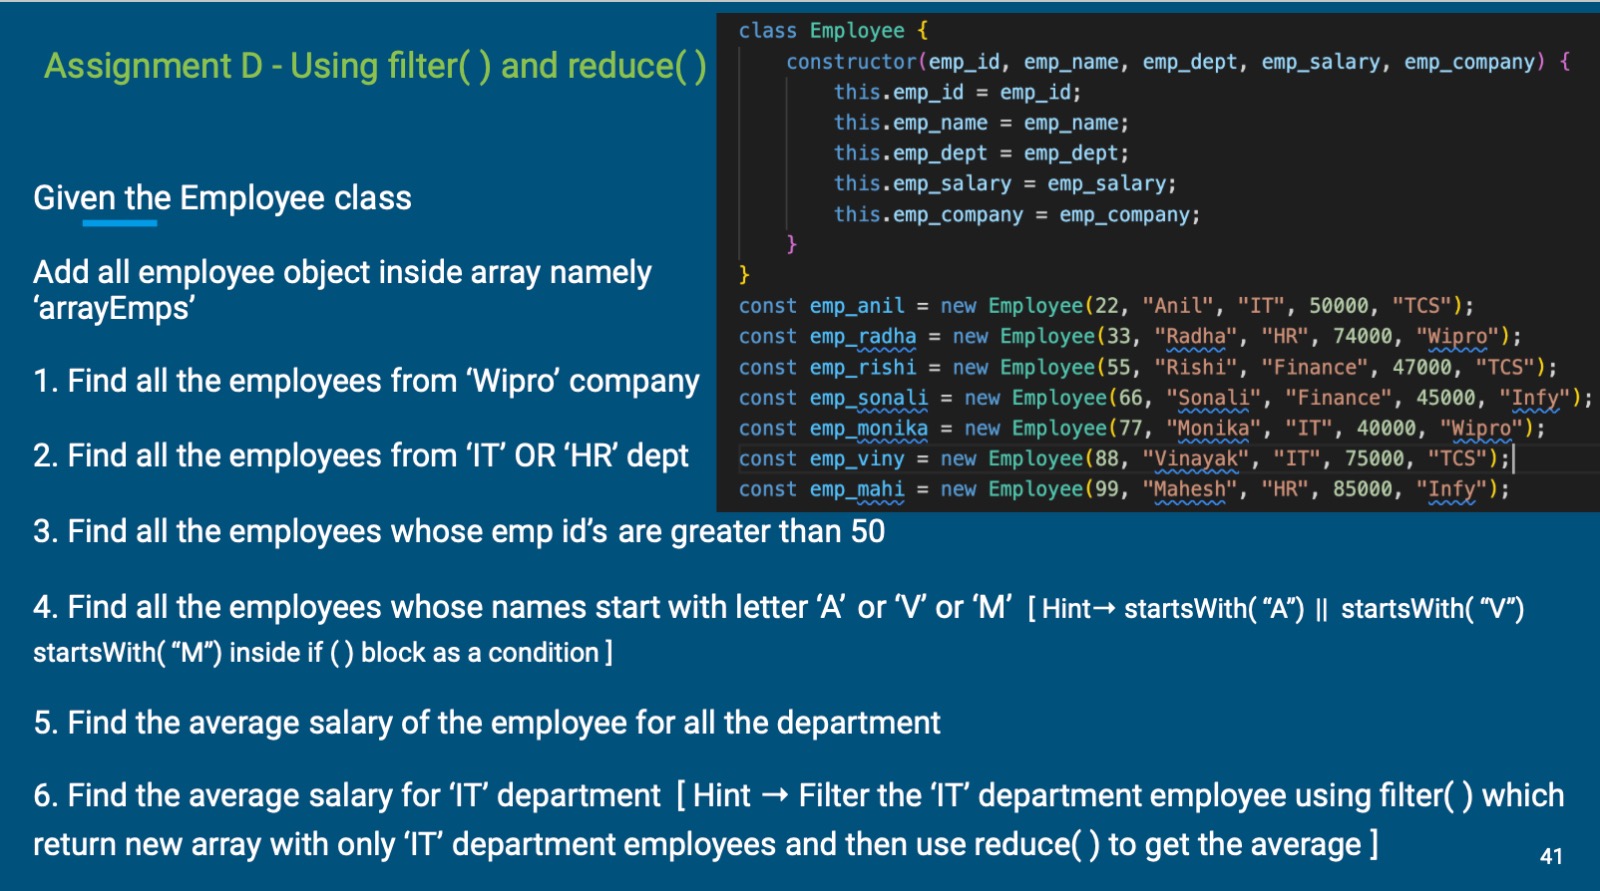 Assignment D - Using filter( ) and reduce( )
Given the Employee class
Add all employee object inside array namely
‘arrayEmps’
1. Find all the employees from ‘Wipro’ company
2. Find all the employees from ‘IT’ OR ‘HR’ dept
class Employee {
constructor(emp_id, emp_name, emp_dept, emp_salary, emp_company) {
this.emp_id = emp_id;
this.emp_name = emp_name;
this.emp_dept = emp_dept;
this.emp_salary = emp_salary;
this.emp_company = emp_company;
}
}
const emp_anil = new Employee(22, "Anil", "IT", 50000, "TCS");
const emp_radha = new Employee(33, "Radha", "HR", 74000, "Wipro");
const emp_rishi = new Employee(55, "Rishi", "Finance", 47000, "TCS");
const emp_sonali = new Employee(66, "Sonali", "Finance", 45000, "Infy");
const emp_monika = new Employee(77, "Monika", "IT", 40000, "Wipro");
const emp_viny = new Employee(88, "Vinayak", "IT", 75000, "TCS");
const emp_mahi = new Employee(99, "Mahesh", "HR", 85000, "Infy");
3. Find all the employees whose emp id’s are greater than 50
4. Find all the employees whose names start with letter ‘A’ or ‘V’ or ‘M’ [ Hint→ startsWith( “A”) || startsWith( “V”)
startsWith( “M”) inside if ( ) block as a condition ]
5. Find the average salary of the employee for all the department
6. Find the average salary for ‘IT’ department [ Hint → Filter the ‘IT’ department employee using filter( ) which
return new array with only ‘IT’ department employees and then use reduce( ) to get the average ]
41